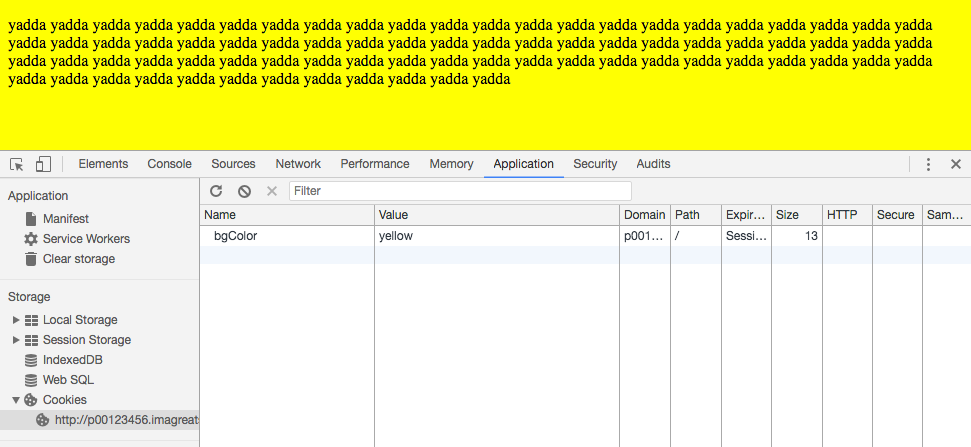 yadda yadda yadda yadda yadda yadda yadda yadda yadda yadda yadda yadda yadda yadda yadda yadda yadda yadda yadda yadda yadda yadda
yadda yadda yadda yadda yadda yadda yadda yadda yadda yadda yadda yadda yadda yadda yadda yadda yadda yadda yadda yadda yadda yadda
yadda yadda yadda yadda yadda yadda yadda yadda yadda yadda yadda yadda yadda yadda yadda yadda yadda yadda yadda yadda yadda yadda
yadda yadda yadda yadda yadda yadda yadda yadda yadda yadda yadda yadda
Elements Console Sources Network Performance Memory Application Security Audits
Application
Manifest
Service Workers
Clear storage
Storage
Local Storage
Session Storage
IndexedDB
Web SQL
Cookies
http://p00123456.imagreats
Filter
Name Value Domain Path Expir... Size HTTP Secure Sam...
bgColor yellow p001... / Sessi... 13